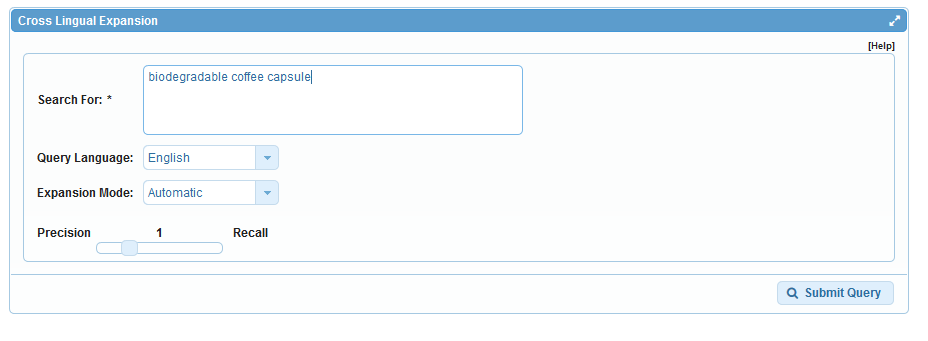 Cross Lingual Expansion
[Help]
Search For: *
biodegradable coffee capsule
Query Language:
English
Expansion Mode:
Automatic
Precision 1 Recall
Submit Query